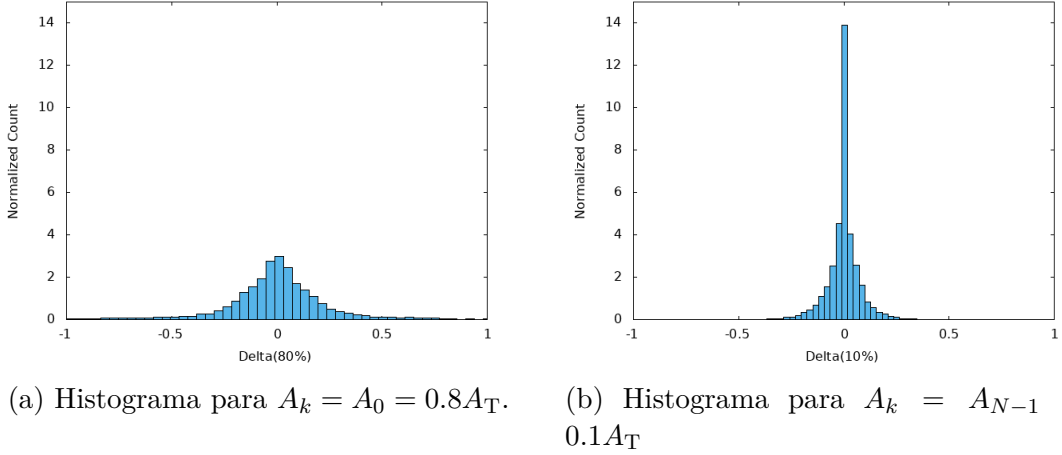 14
12
10
8
6
4
2
0
Normalized Count
-1 -0.5 0 0.5 1
Delta(80%)
(a) Histograma para $A_k = A_0 = 0.8A_T$.
14
12
10
8
6
4
2
0
Normalized Count
-1 -0.5 0 0.5 1
Delta(10%)
(b) Histograma para $A_k = A_{N-1}$
$0.1A_T$